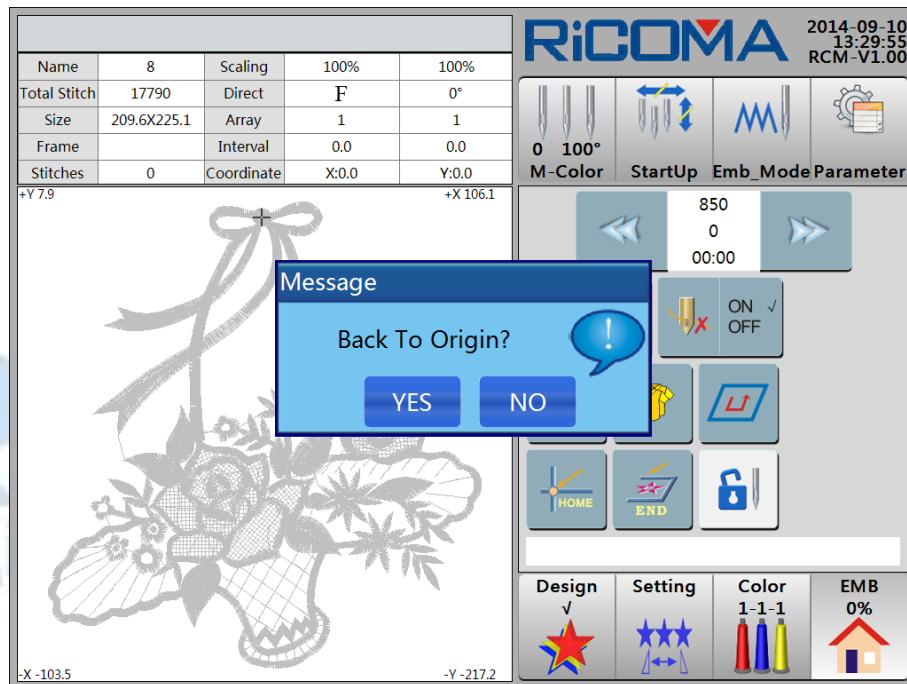 RiCOMA
2014-09-10
13:29:55
RCM-V1.00
Name 8 Scaling 100% 100%
Total Stitch 17790 Direct F 0°
Size 209.6X225.1 Array 1 1
Frame Interval 0.0 0.0
Stitches 0 Coordinate X:0.0 Y:0.0
0 100°
M-Color StartUp Emb_Mode Parameter
+Y 7.9 +X 106.1
850
0
00:00
Message
Back To Origin?
YES NO
ON √
OFF
HOME
END
Design Setting Color EMB
√ 1-1-1 0%
-X -103.5 -Y -217.2